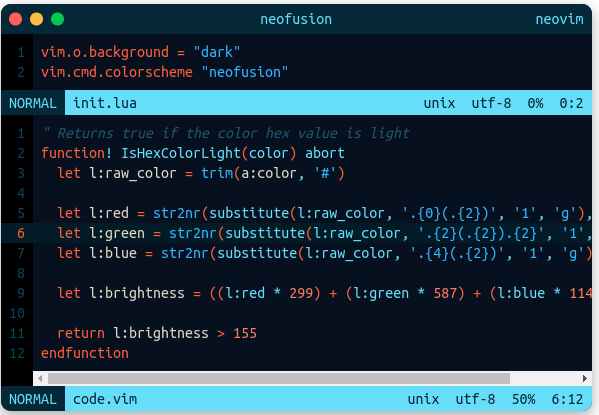 neofusion neovim
1 vim.o.background = "dark"
2 vim.cmd.colorscheme "neofusion"
NORMAL init.lua unix utf-8 0% 0:2
1 " Returns true if the color hex value is light
2 function! IsHexColorLight(color) abort
3 let l:raw_color = trim(a:color, '#')
4
5 let l:red = str2nr(substitute(l:raw_color, '.{0}(.{2})', '1', 'g'),
6 let l:green = str2nr(substitute(l:raw_color, '.{2}(.{2}).{2}', '1',
7 let l:blue = str2nr(substitute(l:raw_color, '.{4}(.{2})', '1', 'g')
8
9 let l:brightness = ((l:red * 299) + (l:green * 587) + (l:blue * 114
10
11 return l:brightness > 155
12 endfunction
NORMAL code.vim unix utf-8 50% 6:12